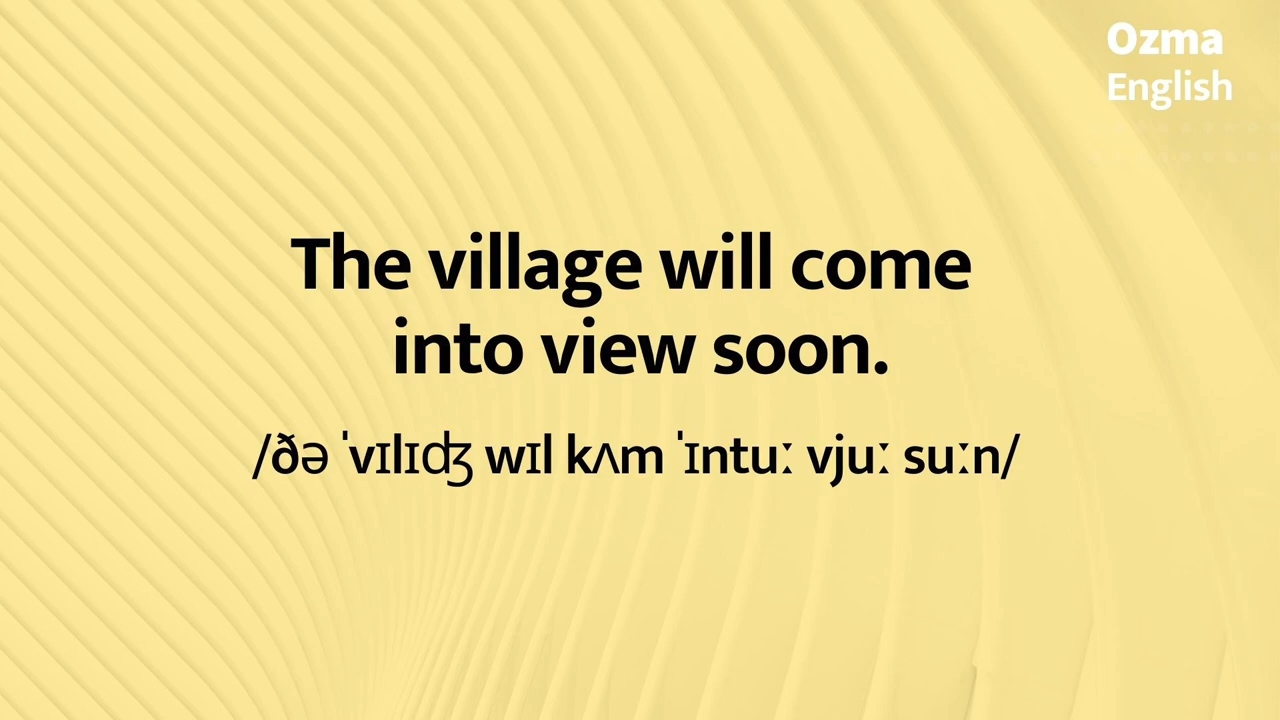 Ozma
English
The village will come
into view soon.
/ðə ˈvɪlɪʤ wɪl kʌm ˈɪntuː vjuː suːn/